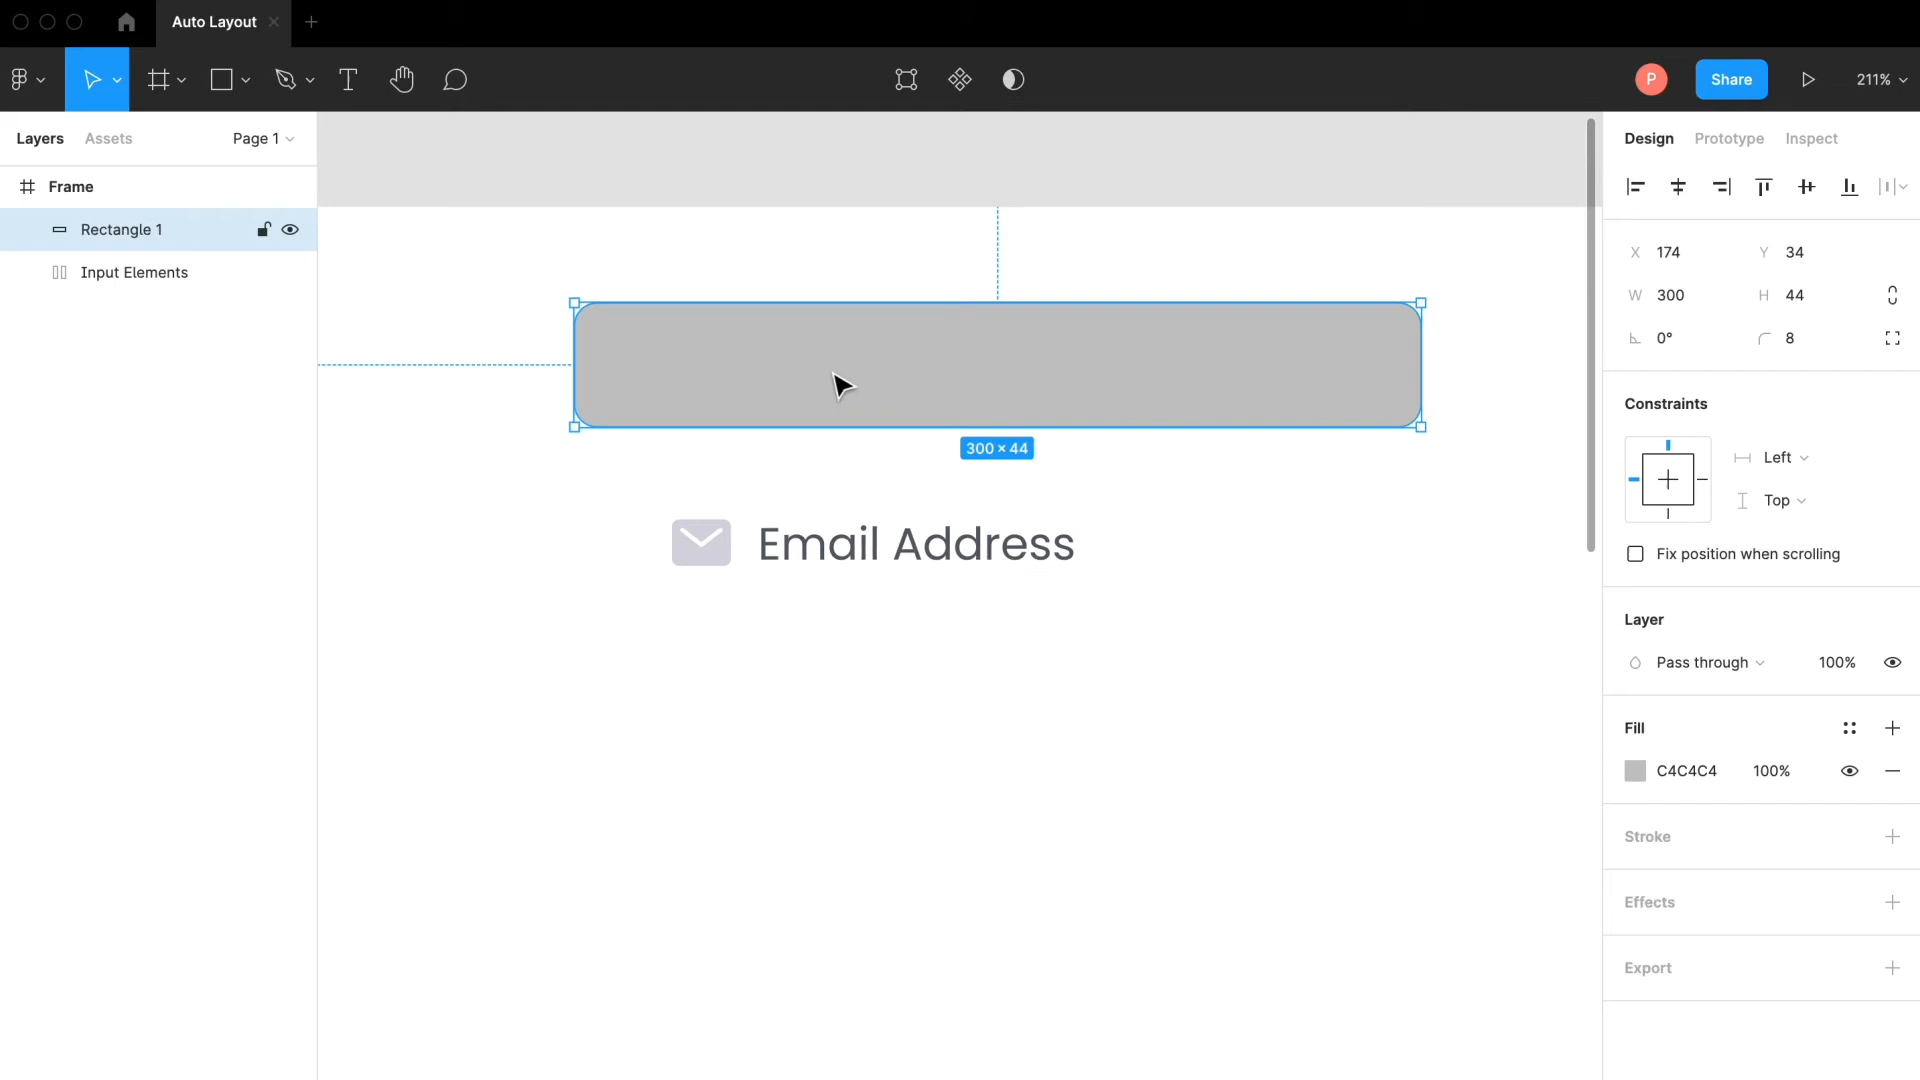 Auto Layout
P
Share
211%
Layers
Assets
Page 1
Frame
Rectangle 1
Input Elements
300 × 44
Email Address
Design
Prototype
Inspect
X 174
Y 34
W 300
H 44
0°
8
Constraints
Left
Top
Fix position when scrolling
Layer
Pass through
100%
Fill
C4C4C4
100%
Stroke
Effects
Export